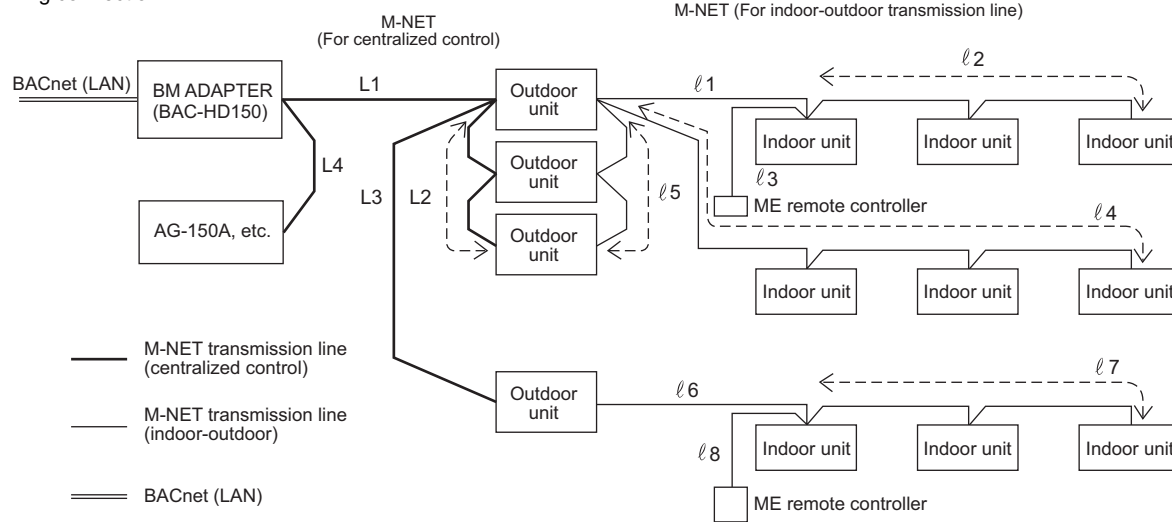 M-NET
(For centralized control)
M-NET (For indoor-outdoor transmission line)
BACnet (LAN)
BM ADAPTER
(BAC-HD150)
L1
Outdoor
unit
ℓ1
ℓ2
Indoor unit
Indoor unit
Indoor unit
L4
L3
L2
Outdoor
unit
ℓ5
ℓ3
ME remote controller
ℓ4
AG-150A, etc.
Outdoor
unit
Indoor unit
Indoor unit
Indoor unit
M-NET transmission line
(centralized control)
Outdoor
unit
ℓ6
ℓ7
M-NET transmission line
(indoor-outdoor)
Indoor unit
Indoor unit
Indoor unit
ℓ8
BACnet (LAN)
ME remote controller